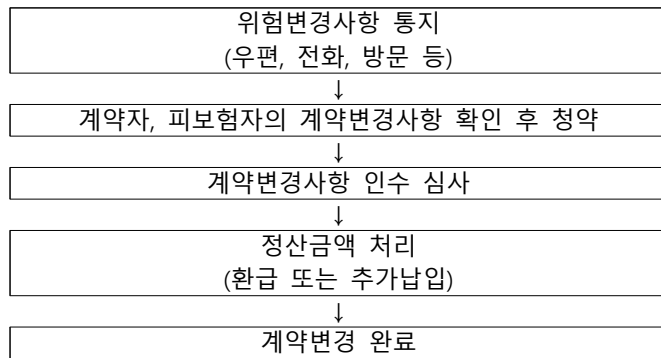 위험변경사항 통지
(우편, 전화, 방문 등)
↓
계약자, 피보험자의 계약변경사항 확인 후 청약
↓
계약변경사항 인수 심사
↓
정산금액 처리
(환급 또는 추가납입)
↓
계약변경 완료